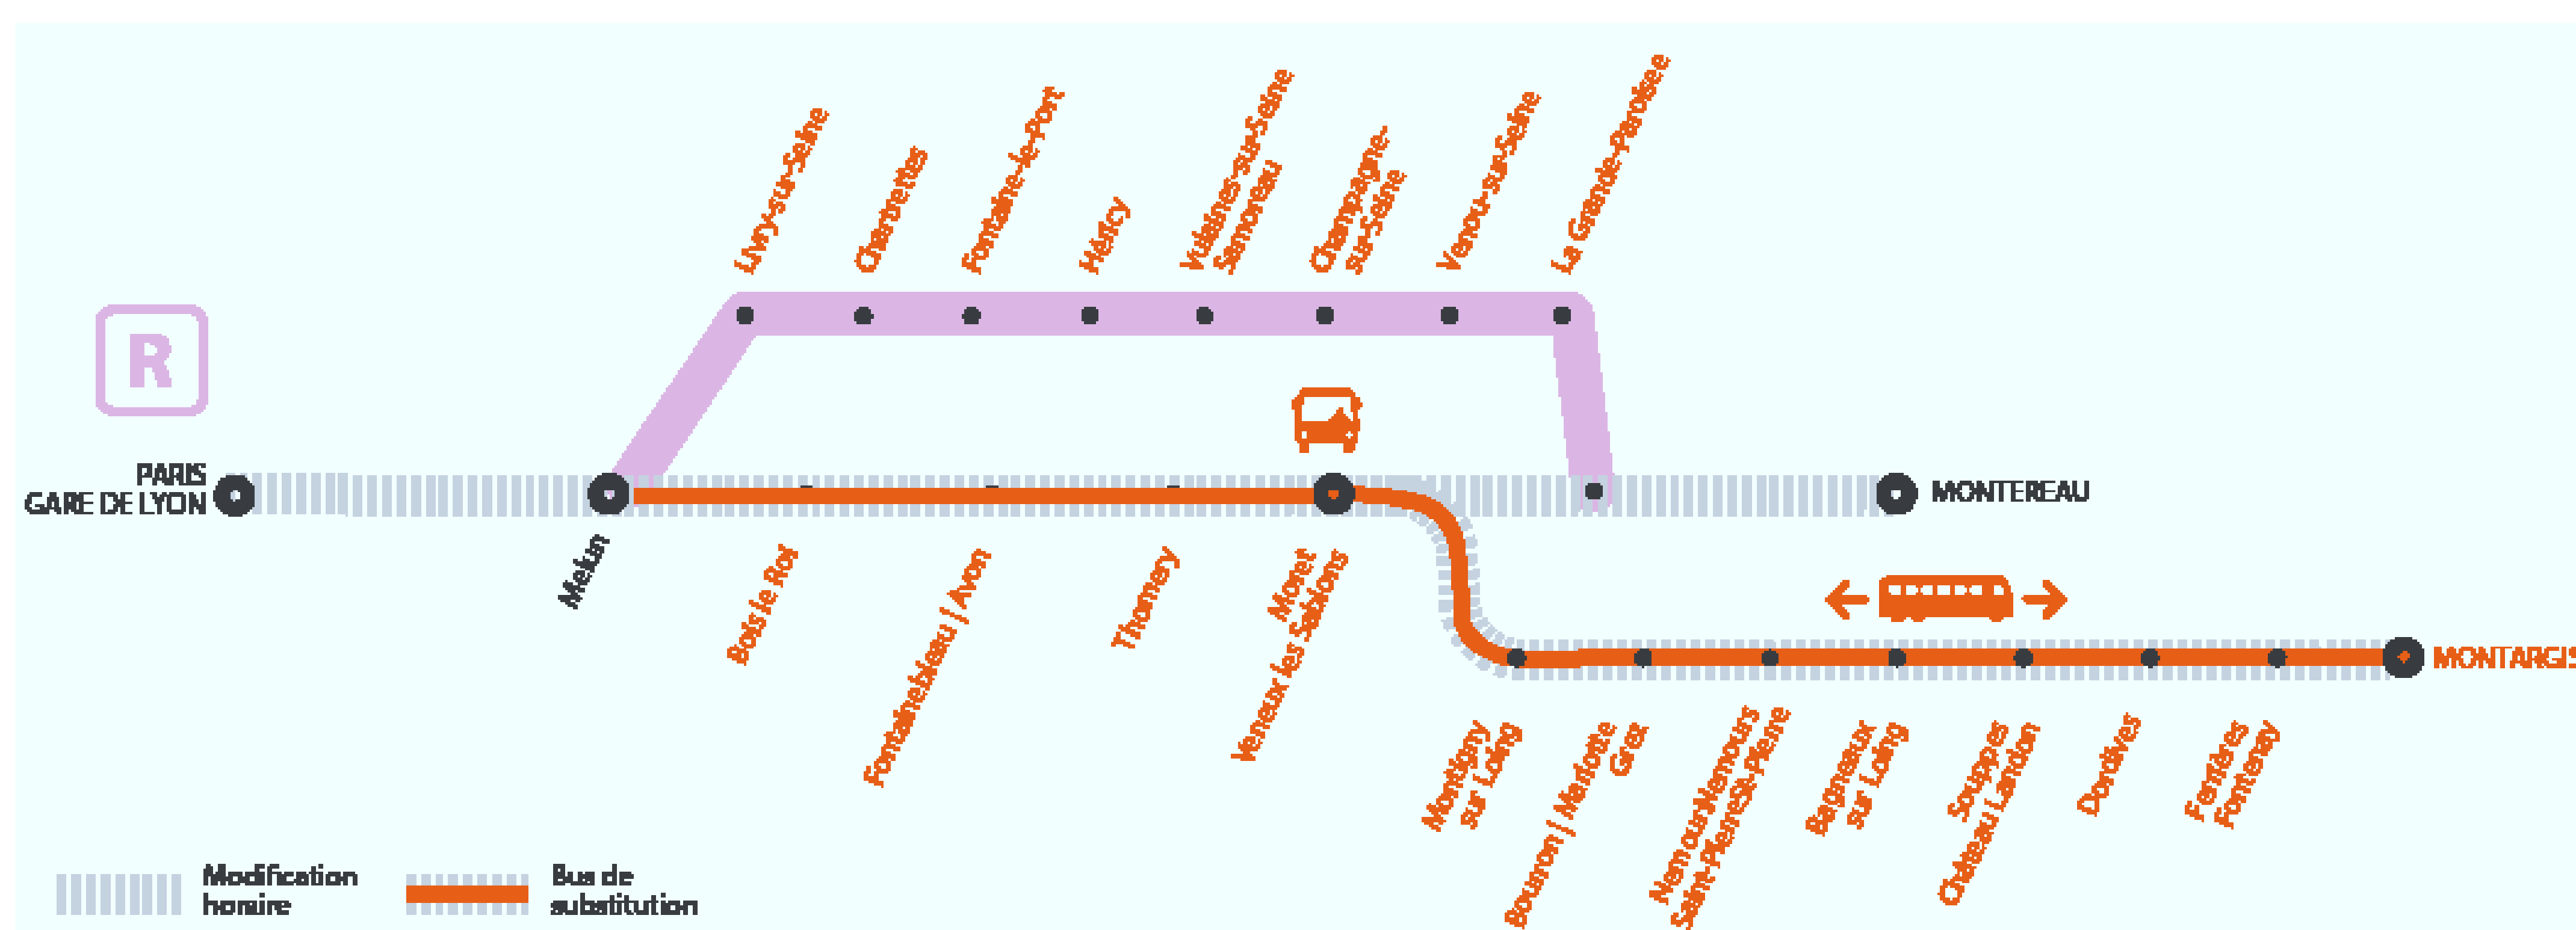 Livry-sur-Seine
Chartrettes
Fontaine-le-Port
Héricy
Vulaines-sur-Seine
Samoreau
Champagne-
sur-Seine
Venou-sur-Seine
La Grande-Paroisse
R
PARIS
GARE DE LYON
MONTEREAU
Melun
Bois le Roi
Fontainebleau | Avon
Thomery
Moret
Veneux les Sablons
MONTARGIS
Montigny
sur Loing
Bourron | Marlotte
Grez
Saint-Pierre
Bagneaux
sur Loing
Souppes
Château Landon
Dordives
Ferrières
Fontenay
Modification
horaire
Bus de
substitution